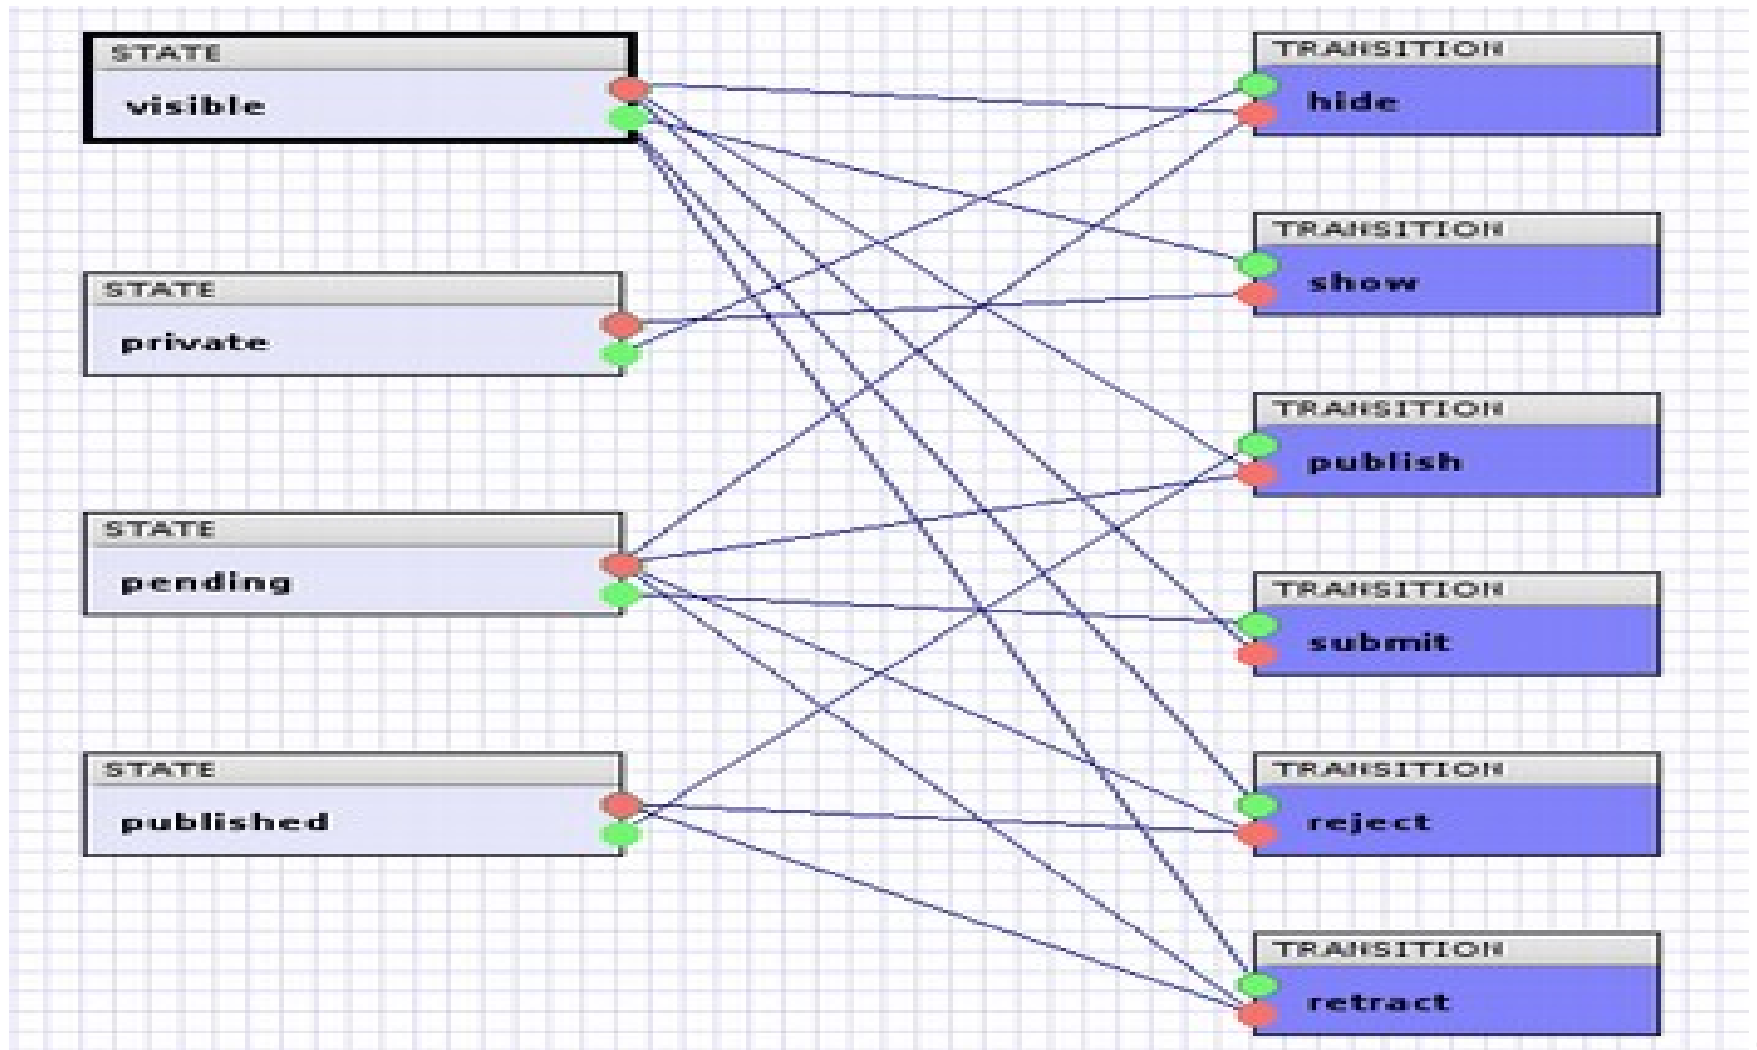 STATE
visible
STATE
private
STATE
pending
STATE
published
TRANSITION
hide
TRANSITION
show
TRANSITION
publish
TRANSITION
submit
TRANSITION
reject
TRANSITION
retract